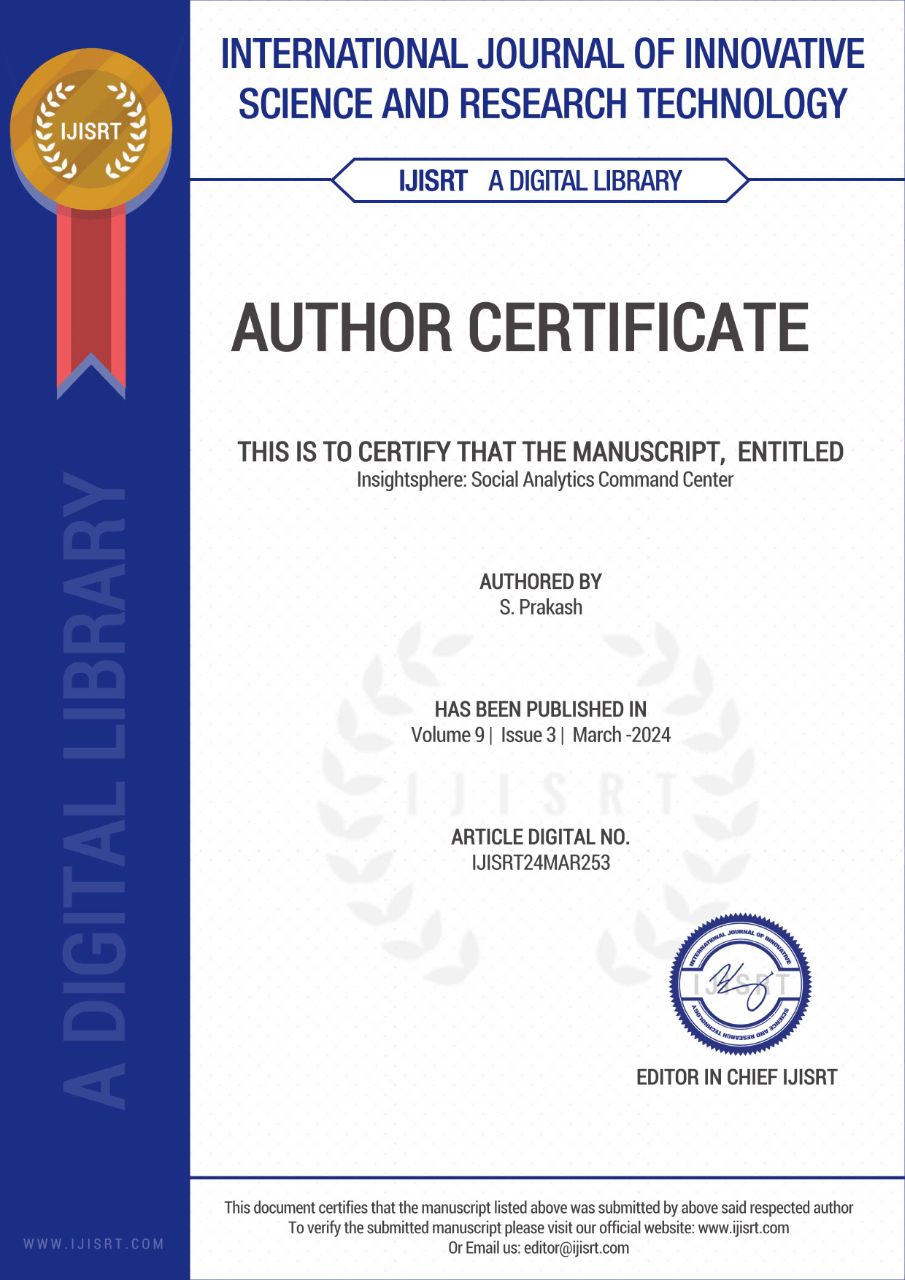 IJISRT
INTERNATIONAL JOURNAL OF INNOVATIVE
SCIENCE AND RESEARCH TECHNOLOGY
IJISRT A DIGITAL LIBRARY
AUTHOR CERTIFICATE
THIS IS TO CERTIFY THAT THE MANUSCRIPT, ENTITLED
Insightsphere: Social Analytics Command Center
AUTHORED BY
S. Prakash
HAS BEEN PUBLISHED IN
Volume 9 | Issue 3 | March -2024
IJISRT
ARTICLE DIGITAL NO.
IJISRT24MAR253
A DIGITAL LIBRARY
INTERNATIONAL JOURNAL OF INNOVATIVE
IJISRT
SCIENCE AND RESEARCH TECHNOLOGY
EDITOR IN CHIEF IJISRT
This document certifies that the manuscript listed above was submitted by above said respected author
To verify the submitted manuscript please visit our official website: www.ijisrt.com
Or Email us: editor@ijisrt.com
WWW.IJISRT.COM